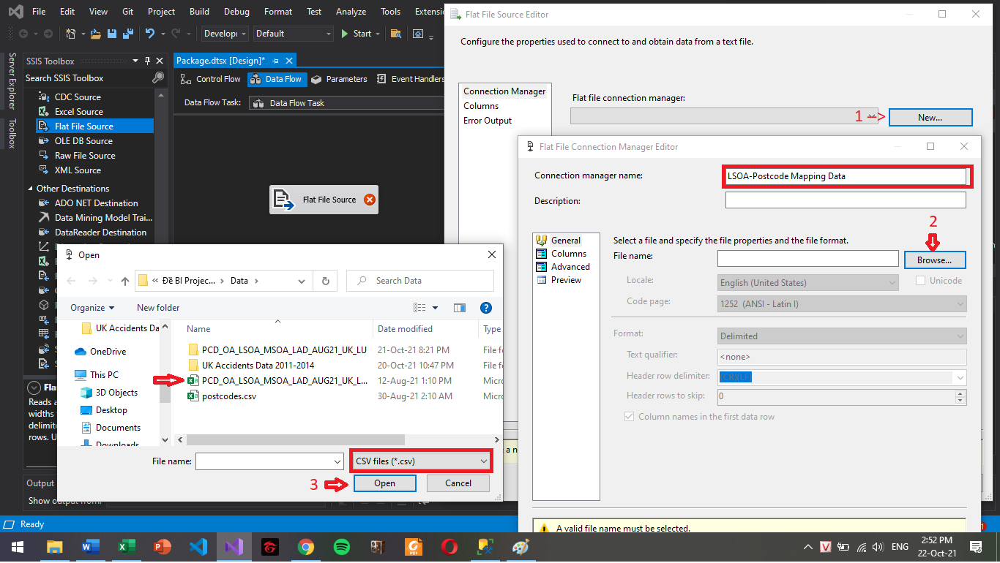 File Edit View Git Project Build Debug Format Test Analyze Tools Extensi
Develop Default Start
Server Explorer
Toolbox
SSIS Toolbox
Search SSIS Toolbox
CDC Source
Excel Source
Flat File Source
OLE DB Source
Raw File Source
XML Source
Other Destinations
ADO NET Destination
Data Mining Model Trai...
DataReader Destination
Package.dtsx [Design]*
Control Flow Data Flow Parameters Event Handlers
Data Flow Task: Data Flow Task
Flat File Source
Flat File Source Editor
Configure the properties used to connect to and obtain data from a text file.
Connection Manager
Columns
Error Output
Flat file connection manager:
1
New...
Flat File Connection Manager Editor
Connection manager name: LSOA-Postcode Mapping Data
Description:
2
General
Columns
Advanced
Preview
Select a file and specify the file properties and the file format.
File name: Browse...
Locale: English (United States) Unicode
Code page: 1252 (ANSI - Latin I)
Format: Delimited
Text qualifier: <none>
Header row delimiter: {CR}{LF}
Header rows to skip: 0
Column names in the first data row
A valid file name must be selected.
Open
« Đề BI Projec... Data
Search Data
Organize New folder
UK Accidents Da
OneDrive
This PC
3D Objects
Desktop
Documents
Downloads
Name Date modified Type
PCD_OA_LSOA_MSOA_LAD_AUG21_UK_LU 21-Oct-21 8:21 PM File f
UK Accidents Data 2011-2014 20-Oct-21 10:47 PM File f
PCD_OA_LSOA_MSOA_LAD_AUG21_UK_L... 12-Aug-21 1:10 PM Micro
postcodes.csv 30-Aug-21 2:10 AM Micro
File name: CSV files (*.csv)
3
Open Cancel
Fla
Reads a
widths
delimite
rows. U
a n
Output
Show output from:
Ready
1
ENG
2:52 PM
22-Oct-21